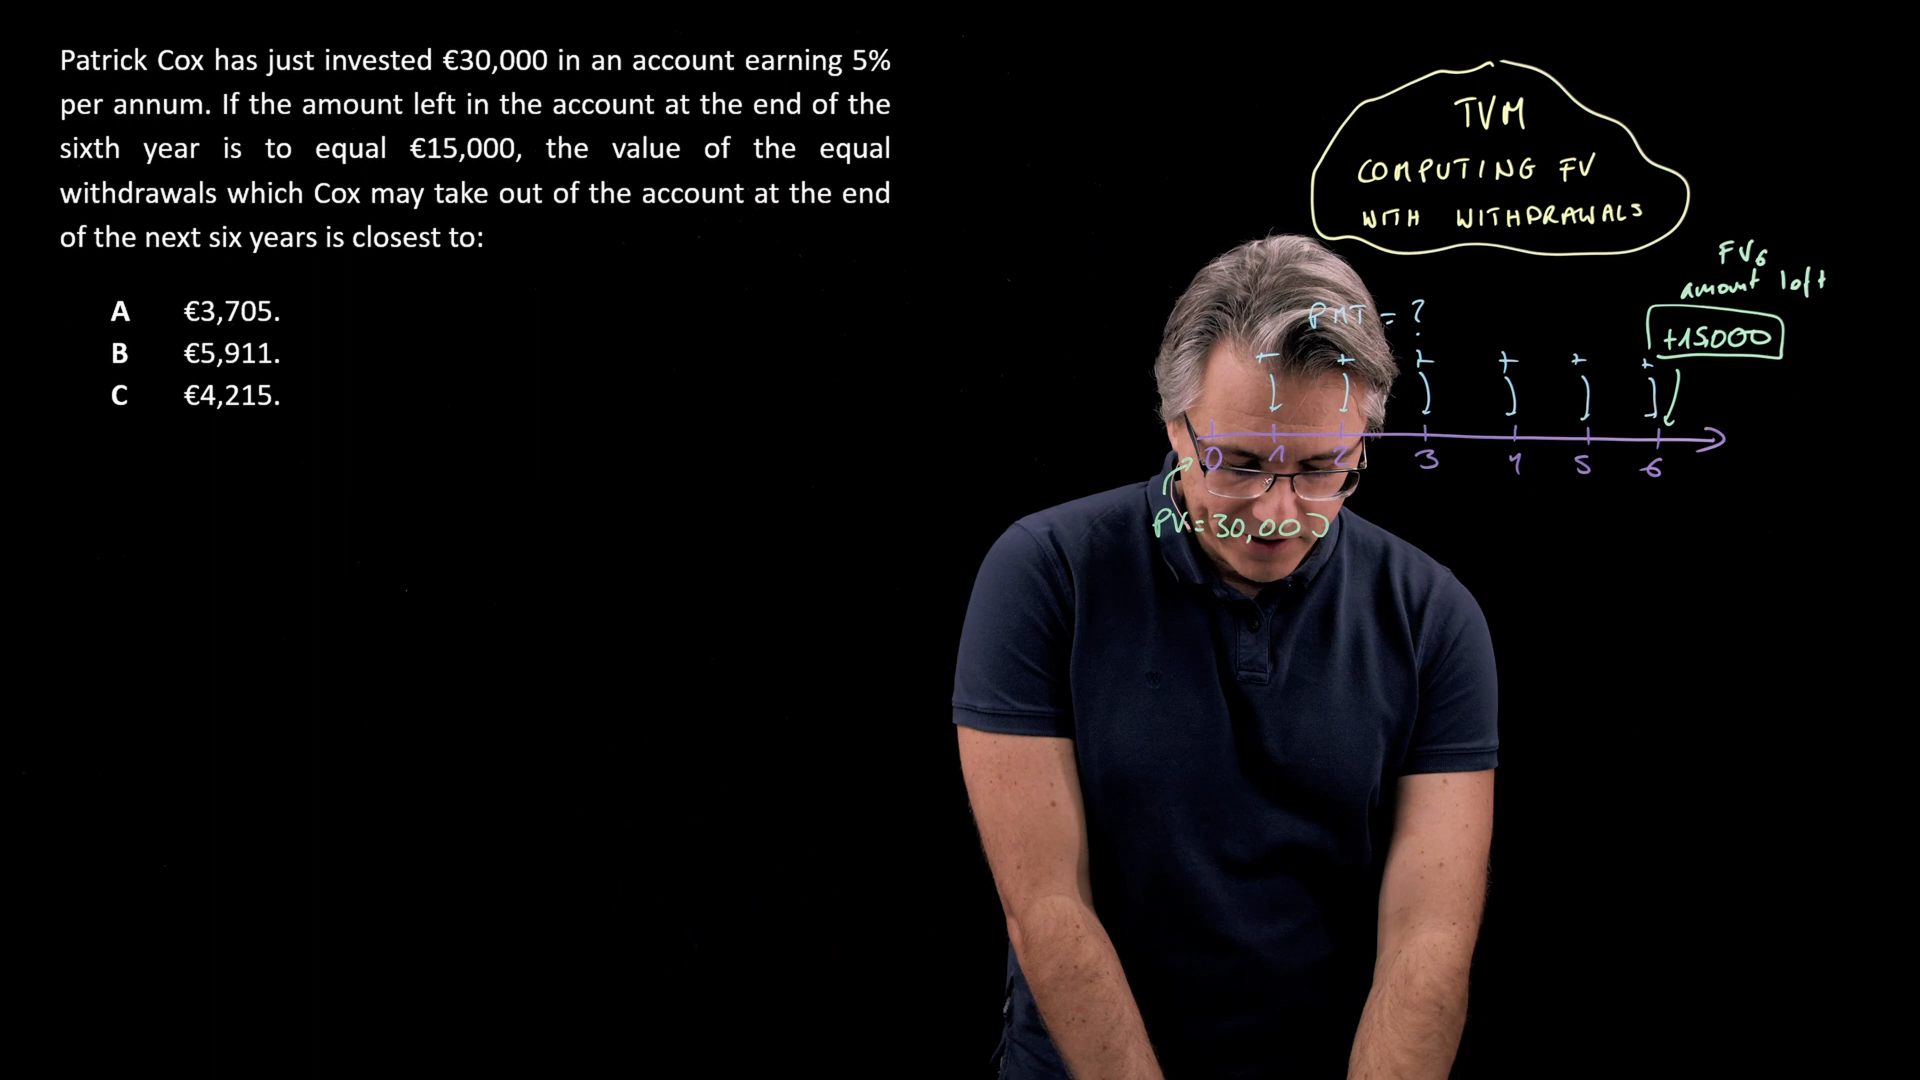 Patrick Cox has just invested €30,000 in an account earning 5%
per annum. If the amount left in the account at the end of the
sixth year is to equal €15,000, the value of the equal
withdrawals which Cox may take out of the account at the end
of the next six years is closest to:
A €3,705.
B €5,911.
C €4,215.
TVM
COMPUTING FV
WITH WITHDRAWALS
FV6
amount left
+15000
PMT = ?
+ + + + + +
0 1 2 3 4 5 6
PV = 30,000